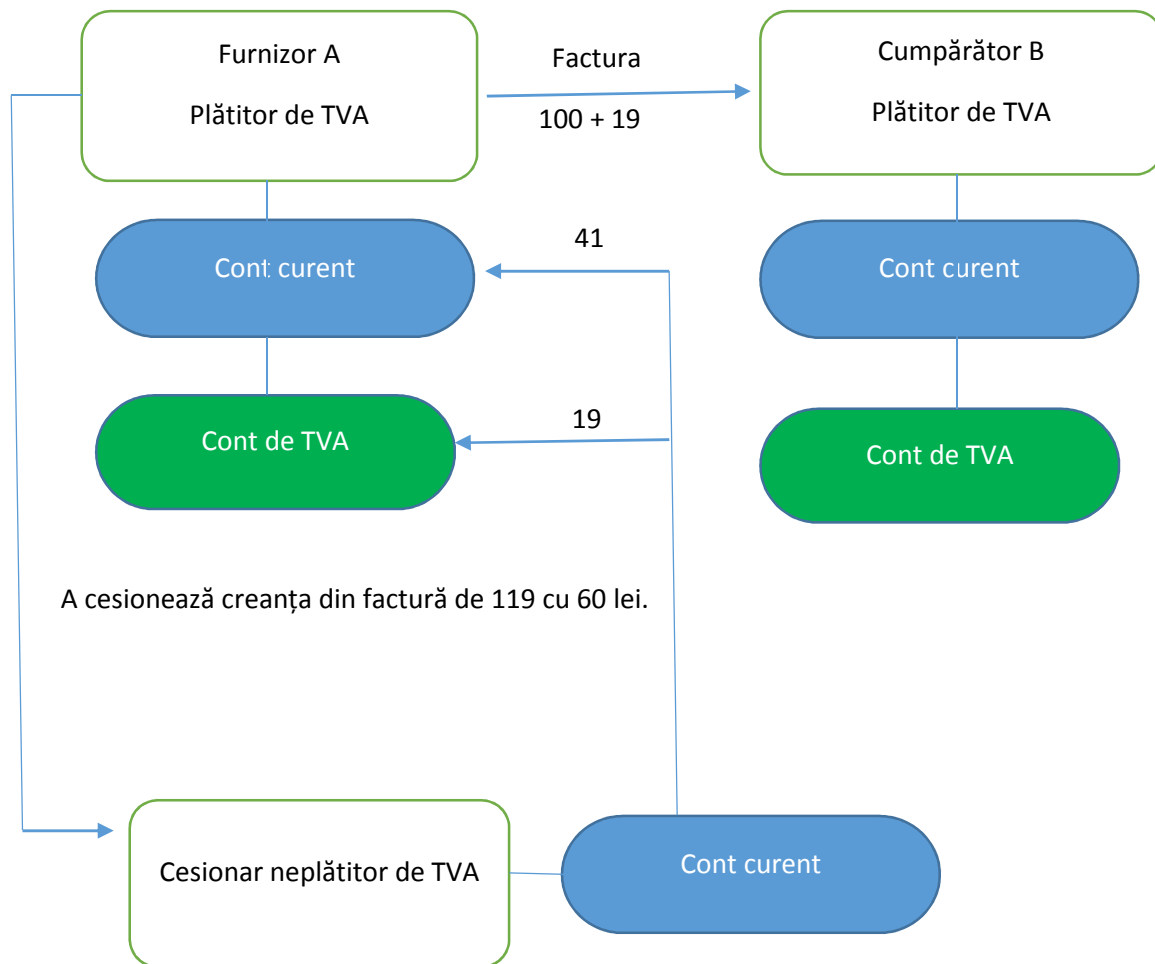 Furnizor A
Plătitor de TVA
Factura
100 + 19
Cumpărător B
Plătitor de TVA
Cont curent
41
Cont curent
Cont de TVA
19
Cont de TVA
A cesionează creanța din factură de 119 cu 60 lei.
Cesionar neplătitor de TVA
Cont curent